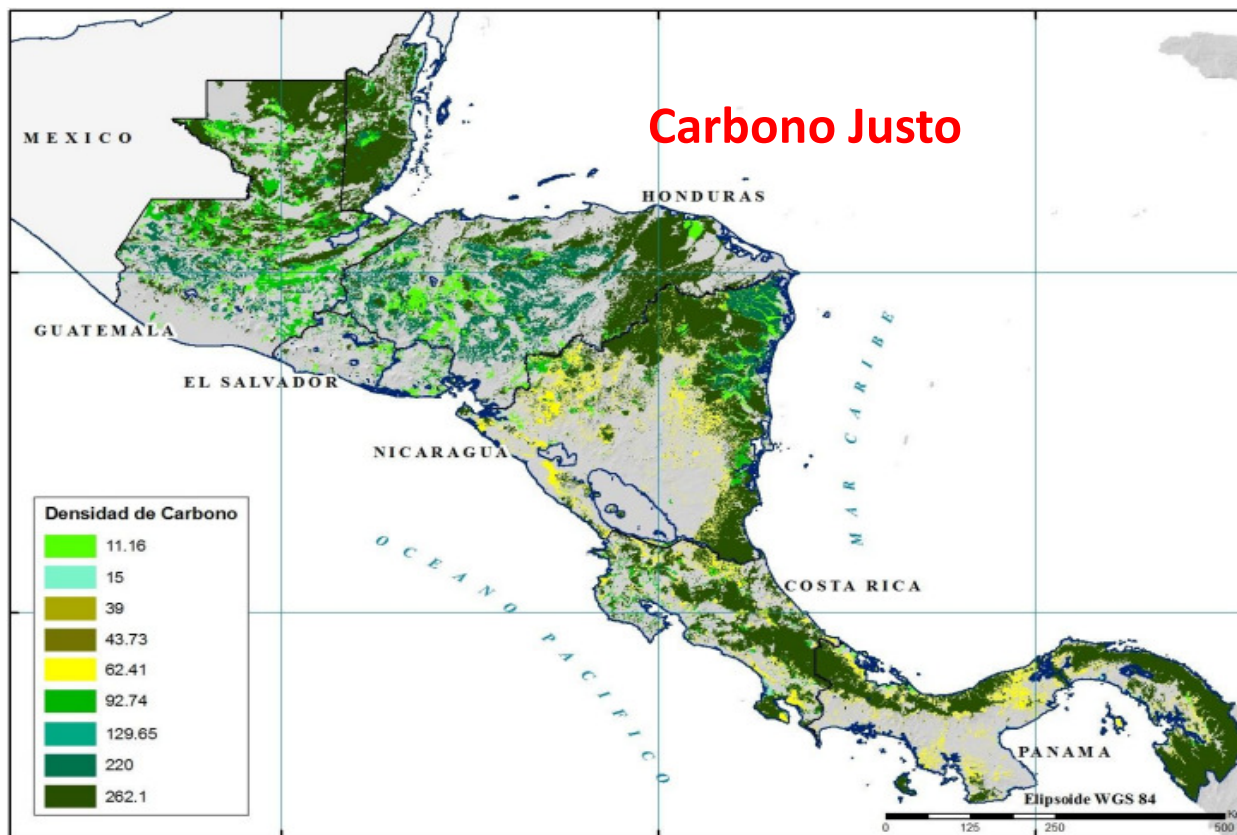 Carbono Justo
MEXICO
HONDURAS
GUATEMALA
EL SALVADOR
NICARAGUA
MAR CARIBE
OCEANO PACIFICO
COSTA RICA
PANAMA
Densidad de Carbono
11.16
15
39
43.73
62.41
92.74
129.65
220
262.1
Elipsoide WGS 84
0 125 250 500